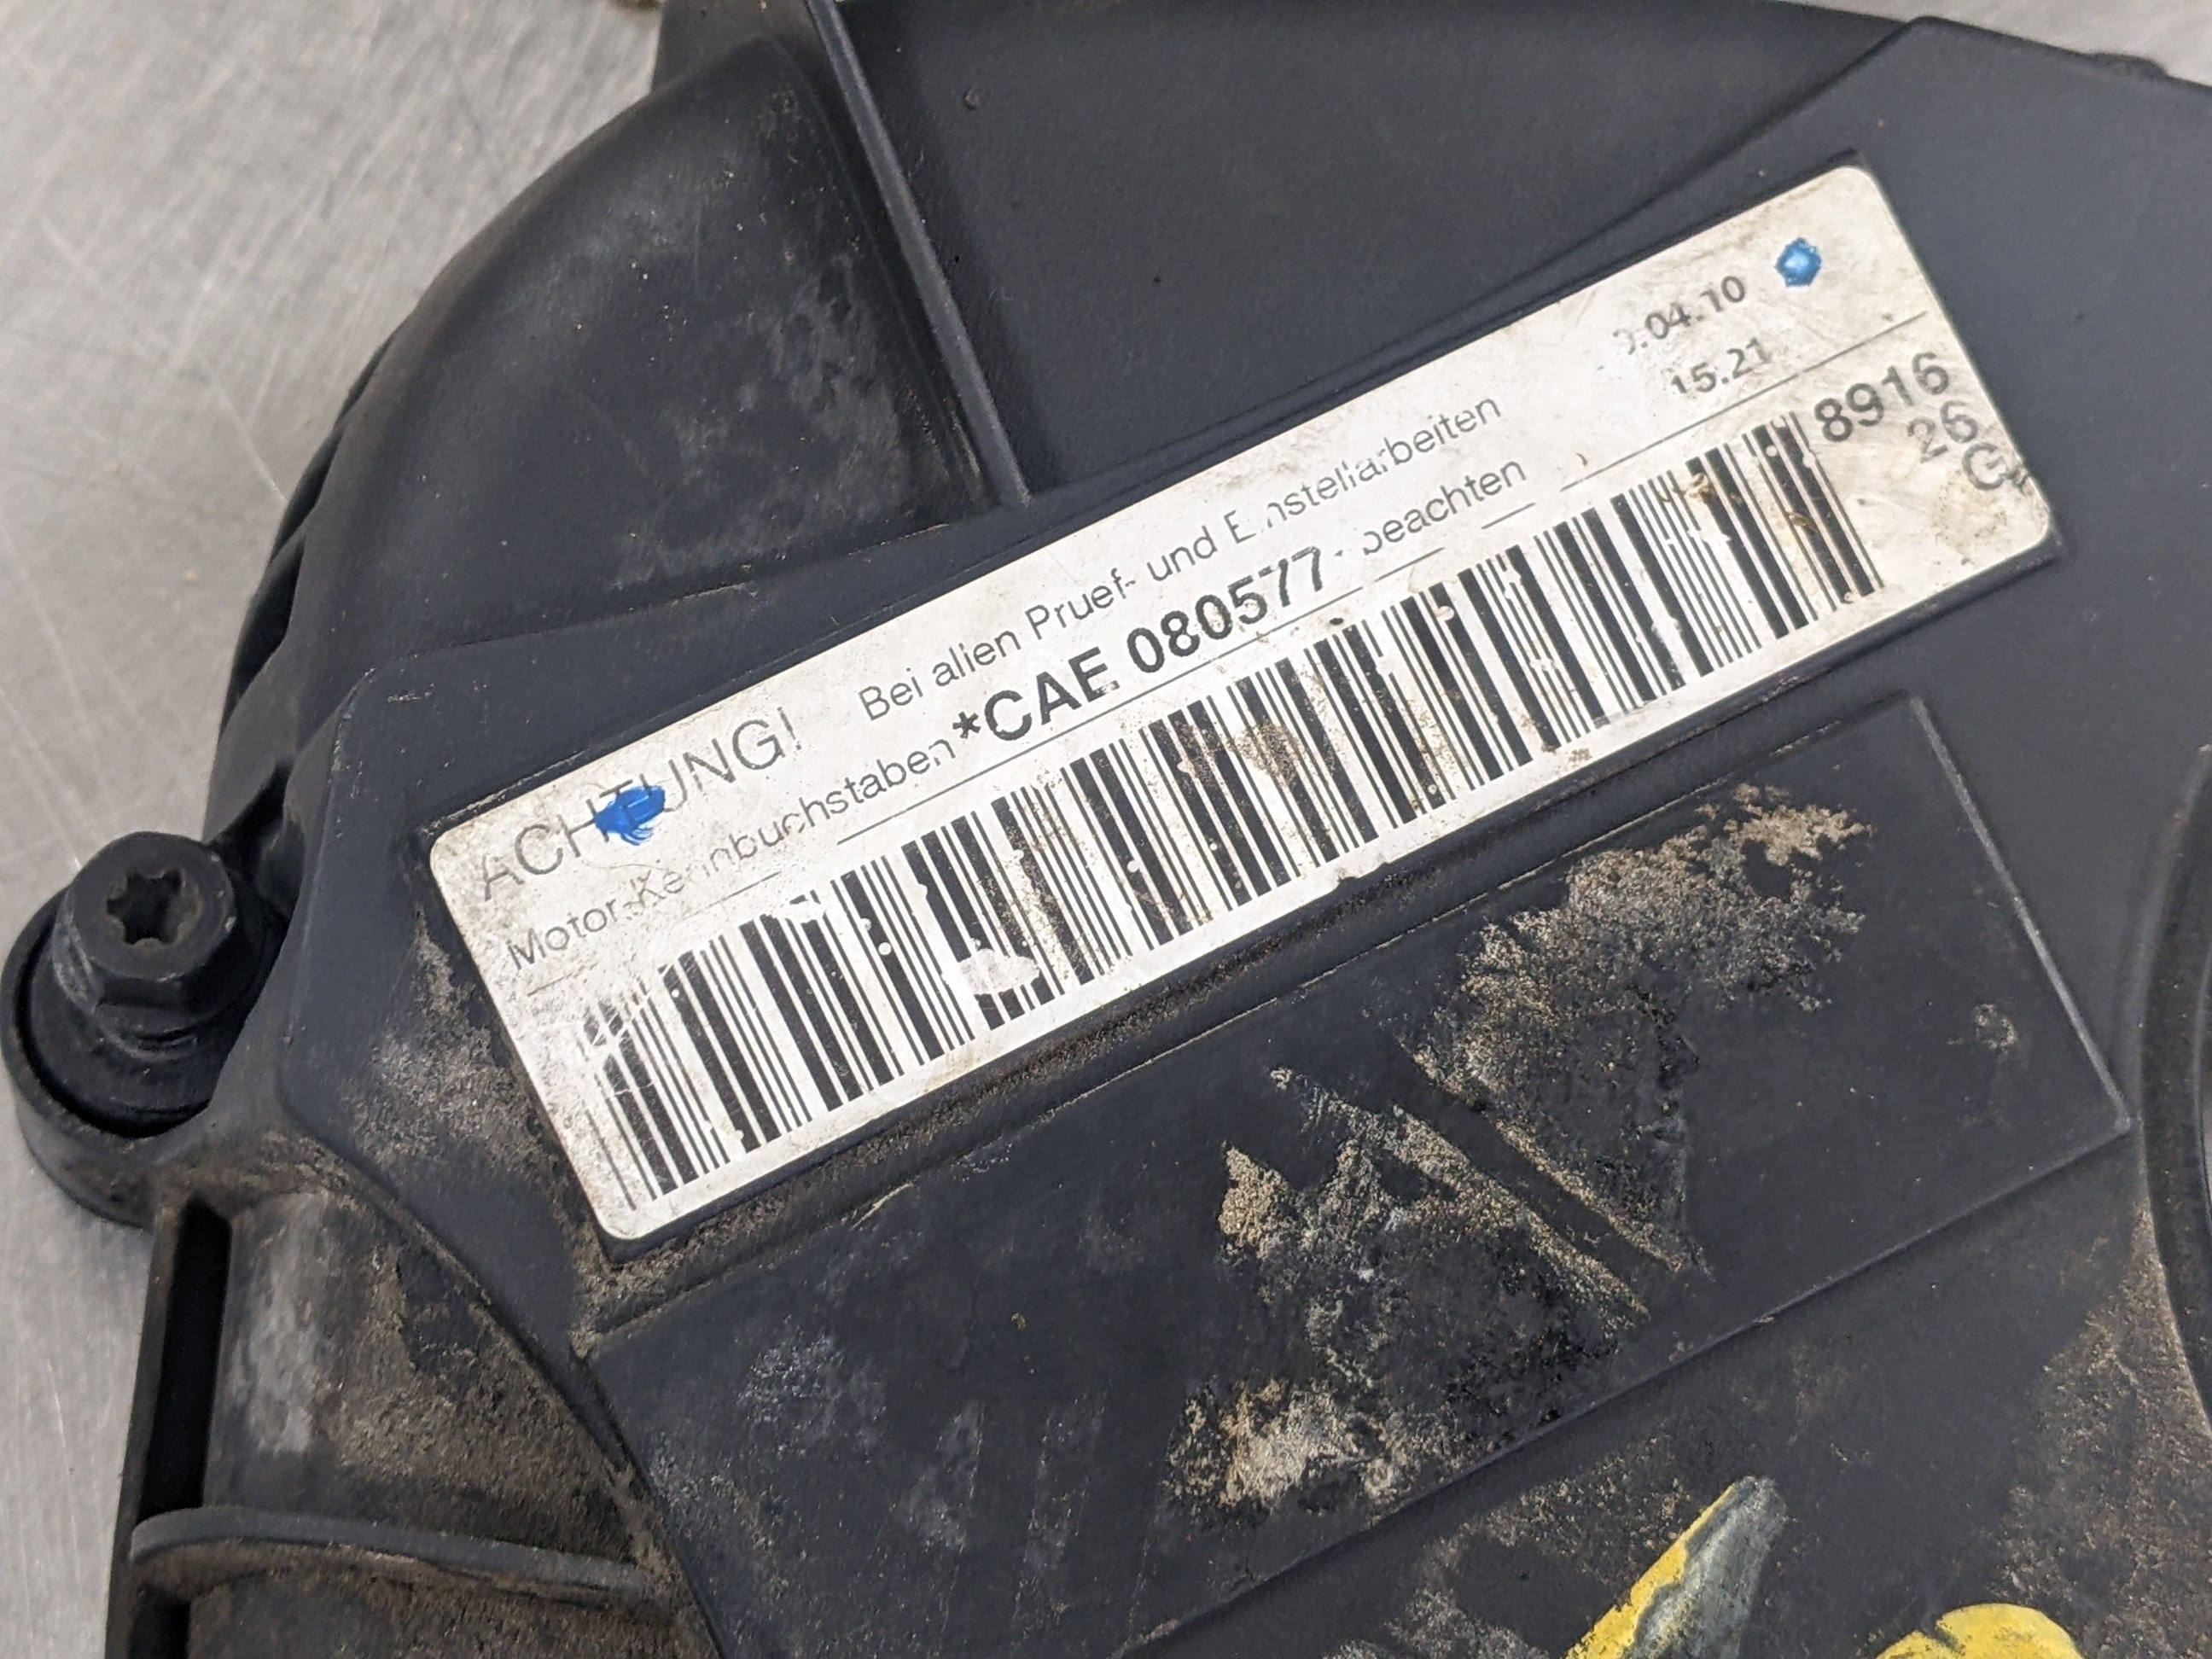 ACHTUNG! Bei allen Pruef- und Einstellarbeiten
.04.10
Motor-Kennbuchstaben *CAE 080577 beachten
15.21
8916
26